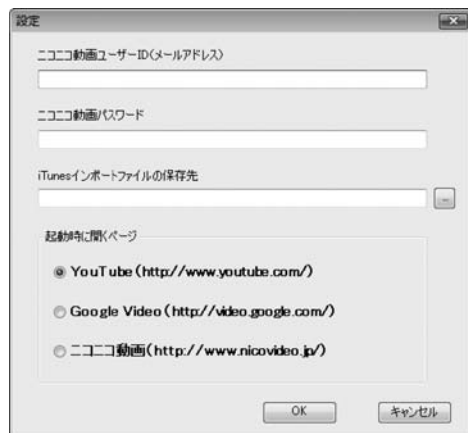 設定
ニコニコ動画ユーザーID(メールアドレス)
ニコニコ動画パスワード
iTunesインポートファイルの保存先
...
起動時に開くページ
YouTube(http://www.youtube.com/)
Google Video(http://video.google.com/)
ニコニコ動画(http://www.nicovideo.jp/)
OK
キャンセル